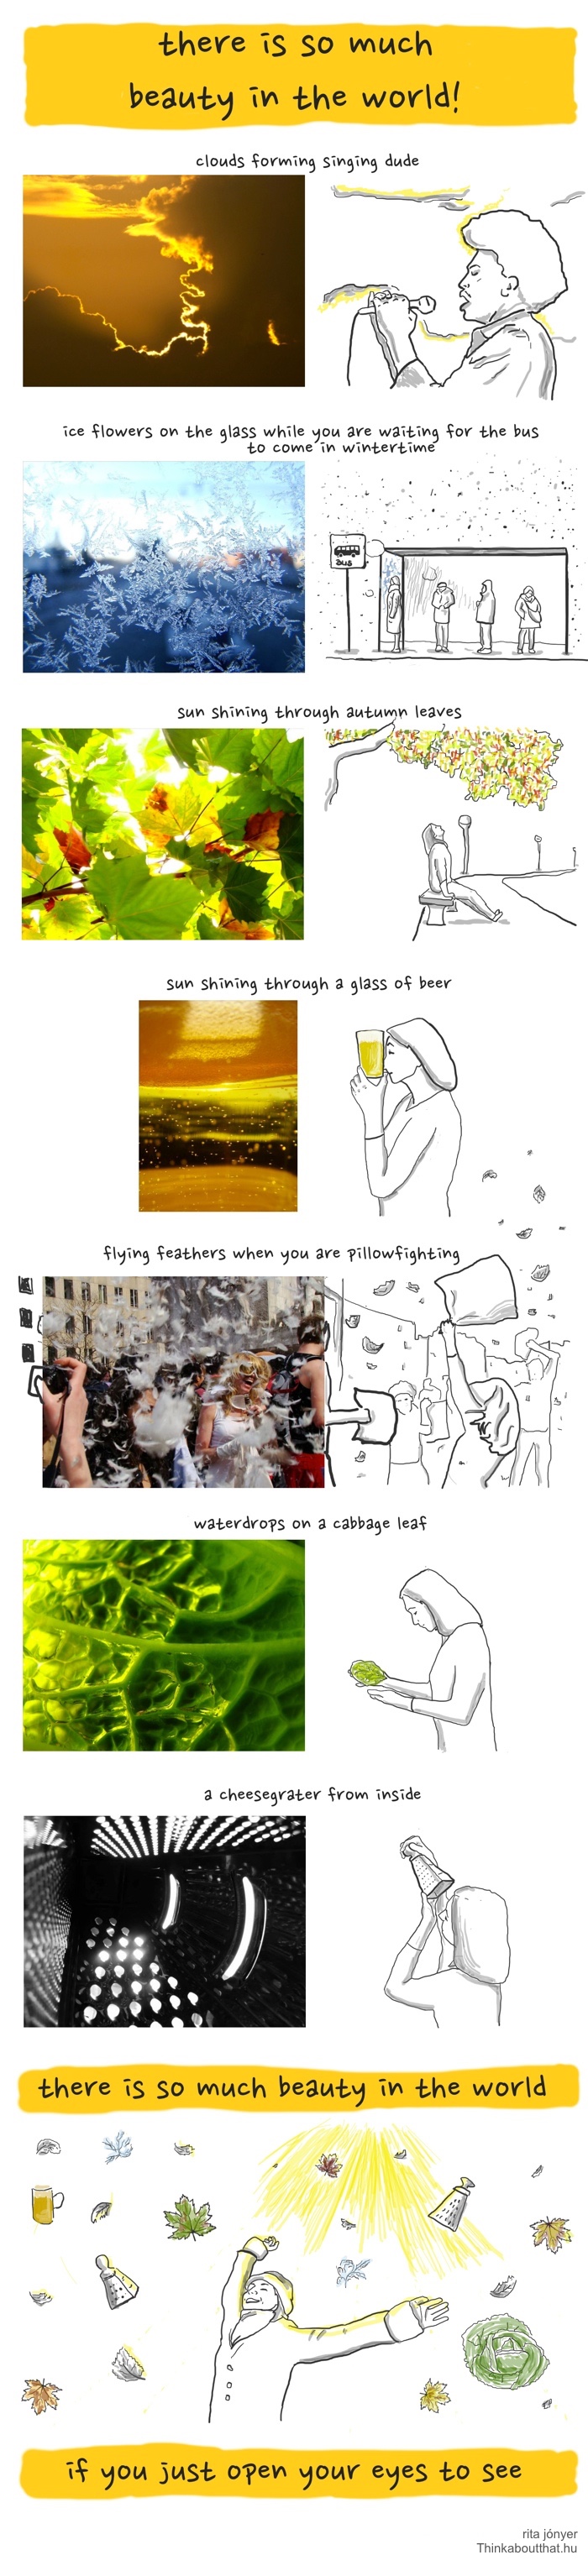 there is so much
beauty in the world!
clouds forming singing dude
ice flowers on the glass while you are waiting for the bus
to come in wintertime
BUS
sun shining through autumn leaves
sun shining through a glass of beer
flying feathers when you are pillowfighting
waterdrops on a cabbage leaf
a cheesegrater from inside
there is so much beauty in the world
if you just open your eyes to see
rita jónyer
Thinkaboutthat.hu